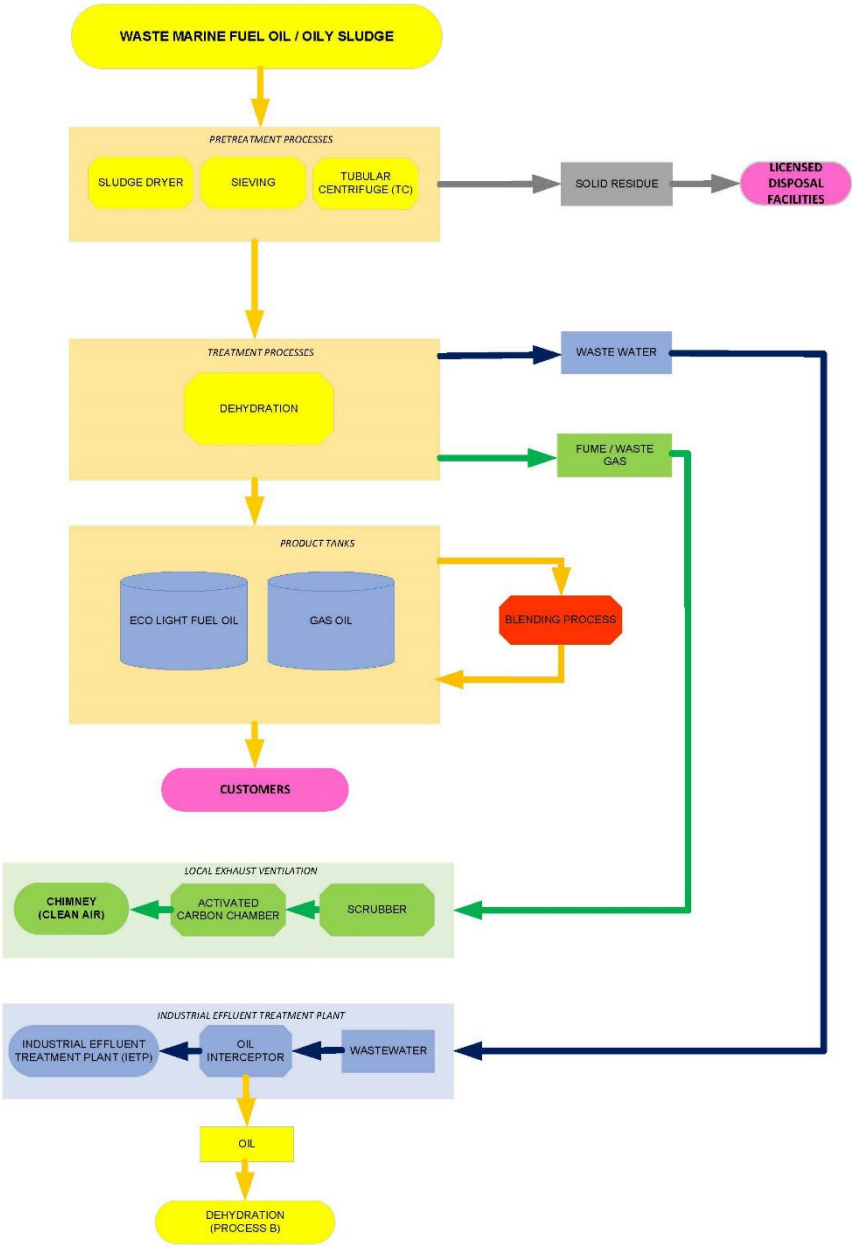 WASTE MARINE FUEL OIL / OILY SLUDGE
PRETREATMENT PROCESSES
SLUDGE DRYER
SIEVING
TUBULAR
CENTRIFUGE (TC)
SOLID RESIDUE
LICENSED
DISPOSAL
FACILITIES
TREATMENT PROCESSES
DEHYDRATION
WASTE WATER
FUME / WASTE
GAS
PRODUCT TANKS
ECO LIGHT FUEL OIL
GAS OIL
BLENDING PROCESS
CUSTOMERS
LOCAL EXHAUST VENTILATION
CHIMNEY
(CLEAN AIR)
ACTIVATED
CARBON CHAMBER
SCRUBBER
INDUSTRIAL EFFLUENT TREATMENT PLANT
INDUSTRIAL EFFLUENT
TREATMENT PLANT (IETP)
OIL
INTERCEPTOR
WASTEWATER
OIL
DEHYDRATION
(PROCESS B)